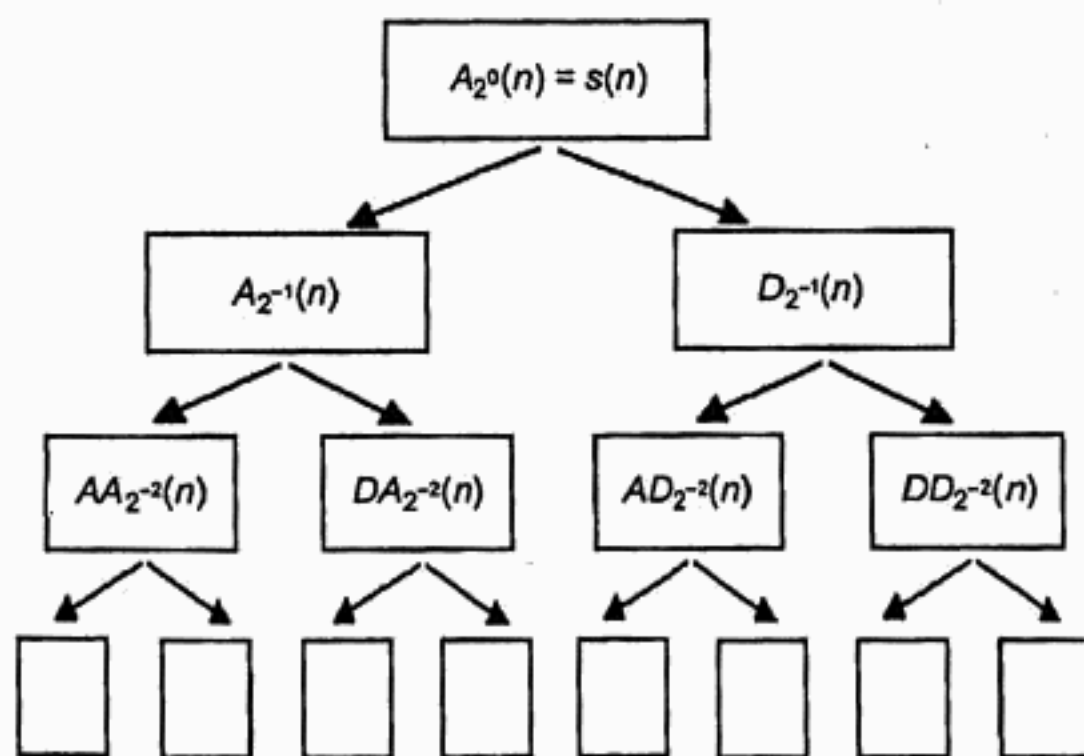 A₂⁰(n) = s(n)
A₂⁻¹(n) D₂⁻¹(n)
AA₂⁻²(n) DA₂⁻²(n) AD₂⁻²(n) DD₂⁻²(n)